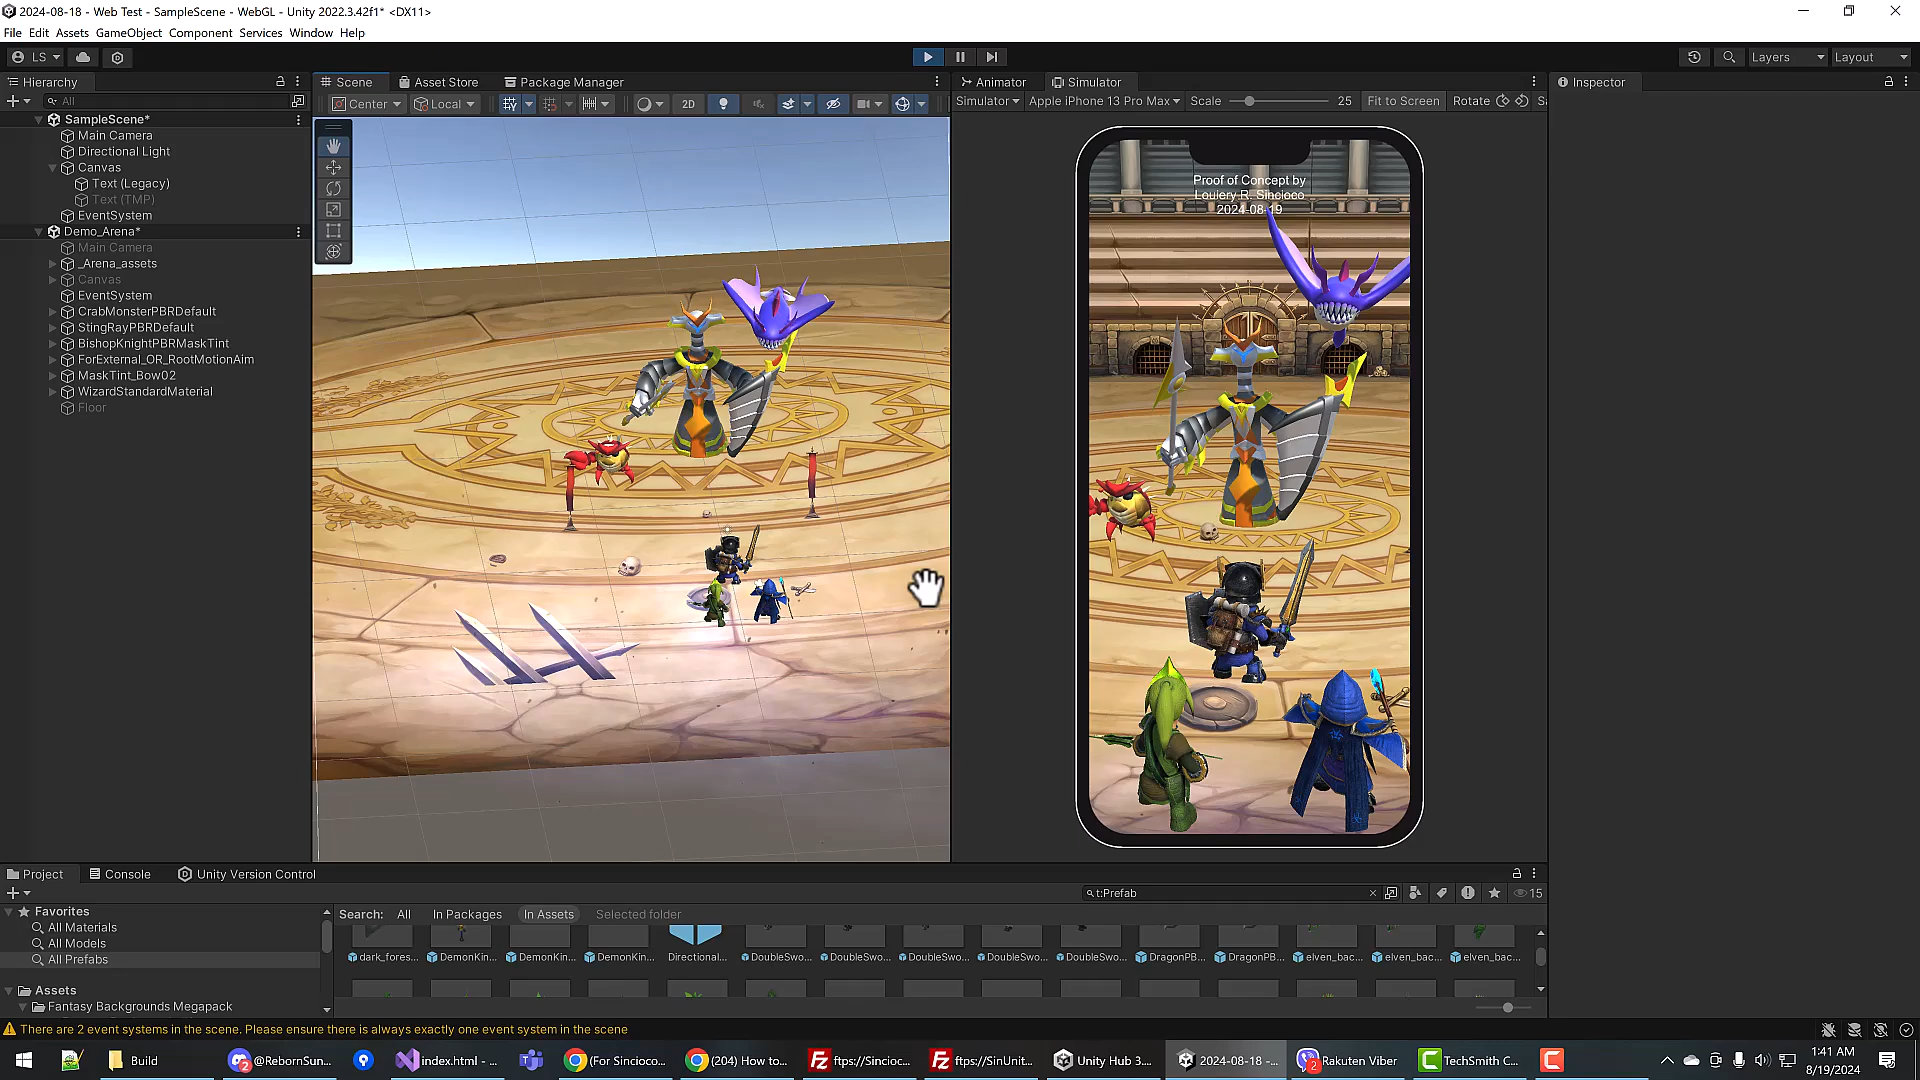 2024-08-18 - Web Test - SampleScene - WebGL - Unity 2022.3.42f1* <DX11>
File Edit Assets GameObject Component Services Window Help
LS
Layers Layout
Hierarchy
Scene Asset Store Package Manager
Animator Simulator
Inspector
All
Center Local 2D
Simulator Apple iPhone 13 Pro Max Scale 25 Fit to Screen Rotate
SampleScene*
Main Camera
Directional Light
Canvas
Text (Legacy)
Text (TMP)
EventSystem
Demo_Arena*
Main Camera
_Arena_assets
Canvas
EventSystem
CrabMonsterPBRDefault
StingRayPBRDefault
BishopKnightPBRMaskTint
ForExternal_OR_RootMotionAim
MaskTint_Bow02
WizardStandardMaterial
Floor
Proof of Concept by
Louiery R. Sincioco
2024-08-19
Project Console Unity Version Control
t:Prefab
15
Favorites
All Materials
All Models
All Prefabs
Assets
Fantasy Backgrounds Megapack
Search: All In Packages In Assets Selected folder
dark_fores... DemonKin... DemonKin... DemonKin... Directional... DoubleSwo... DoubleSwo... DoubleSwo... DoubleSwo... DoubleSwo... DragonPB... DragonPB... elven_bac... elven_bac... elven_bac...
There are 2 event systems in the scene. Please ensure there is always exactly one event system in the scene
Build
2
@RebornSun...
index.html - ...
(For Sincioco...
(204) How to...
ftps://Sincioc...
ftps://SinUnit...
Unity Hub 3....
2024-08-18 -...
2
Rakuten Viber
TechSmith C...
1:41 AM
8/19/2024